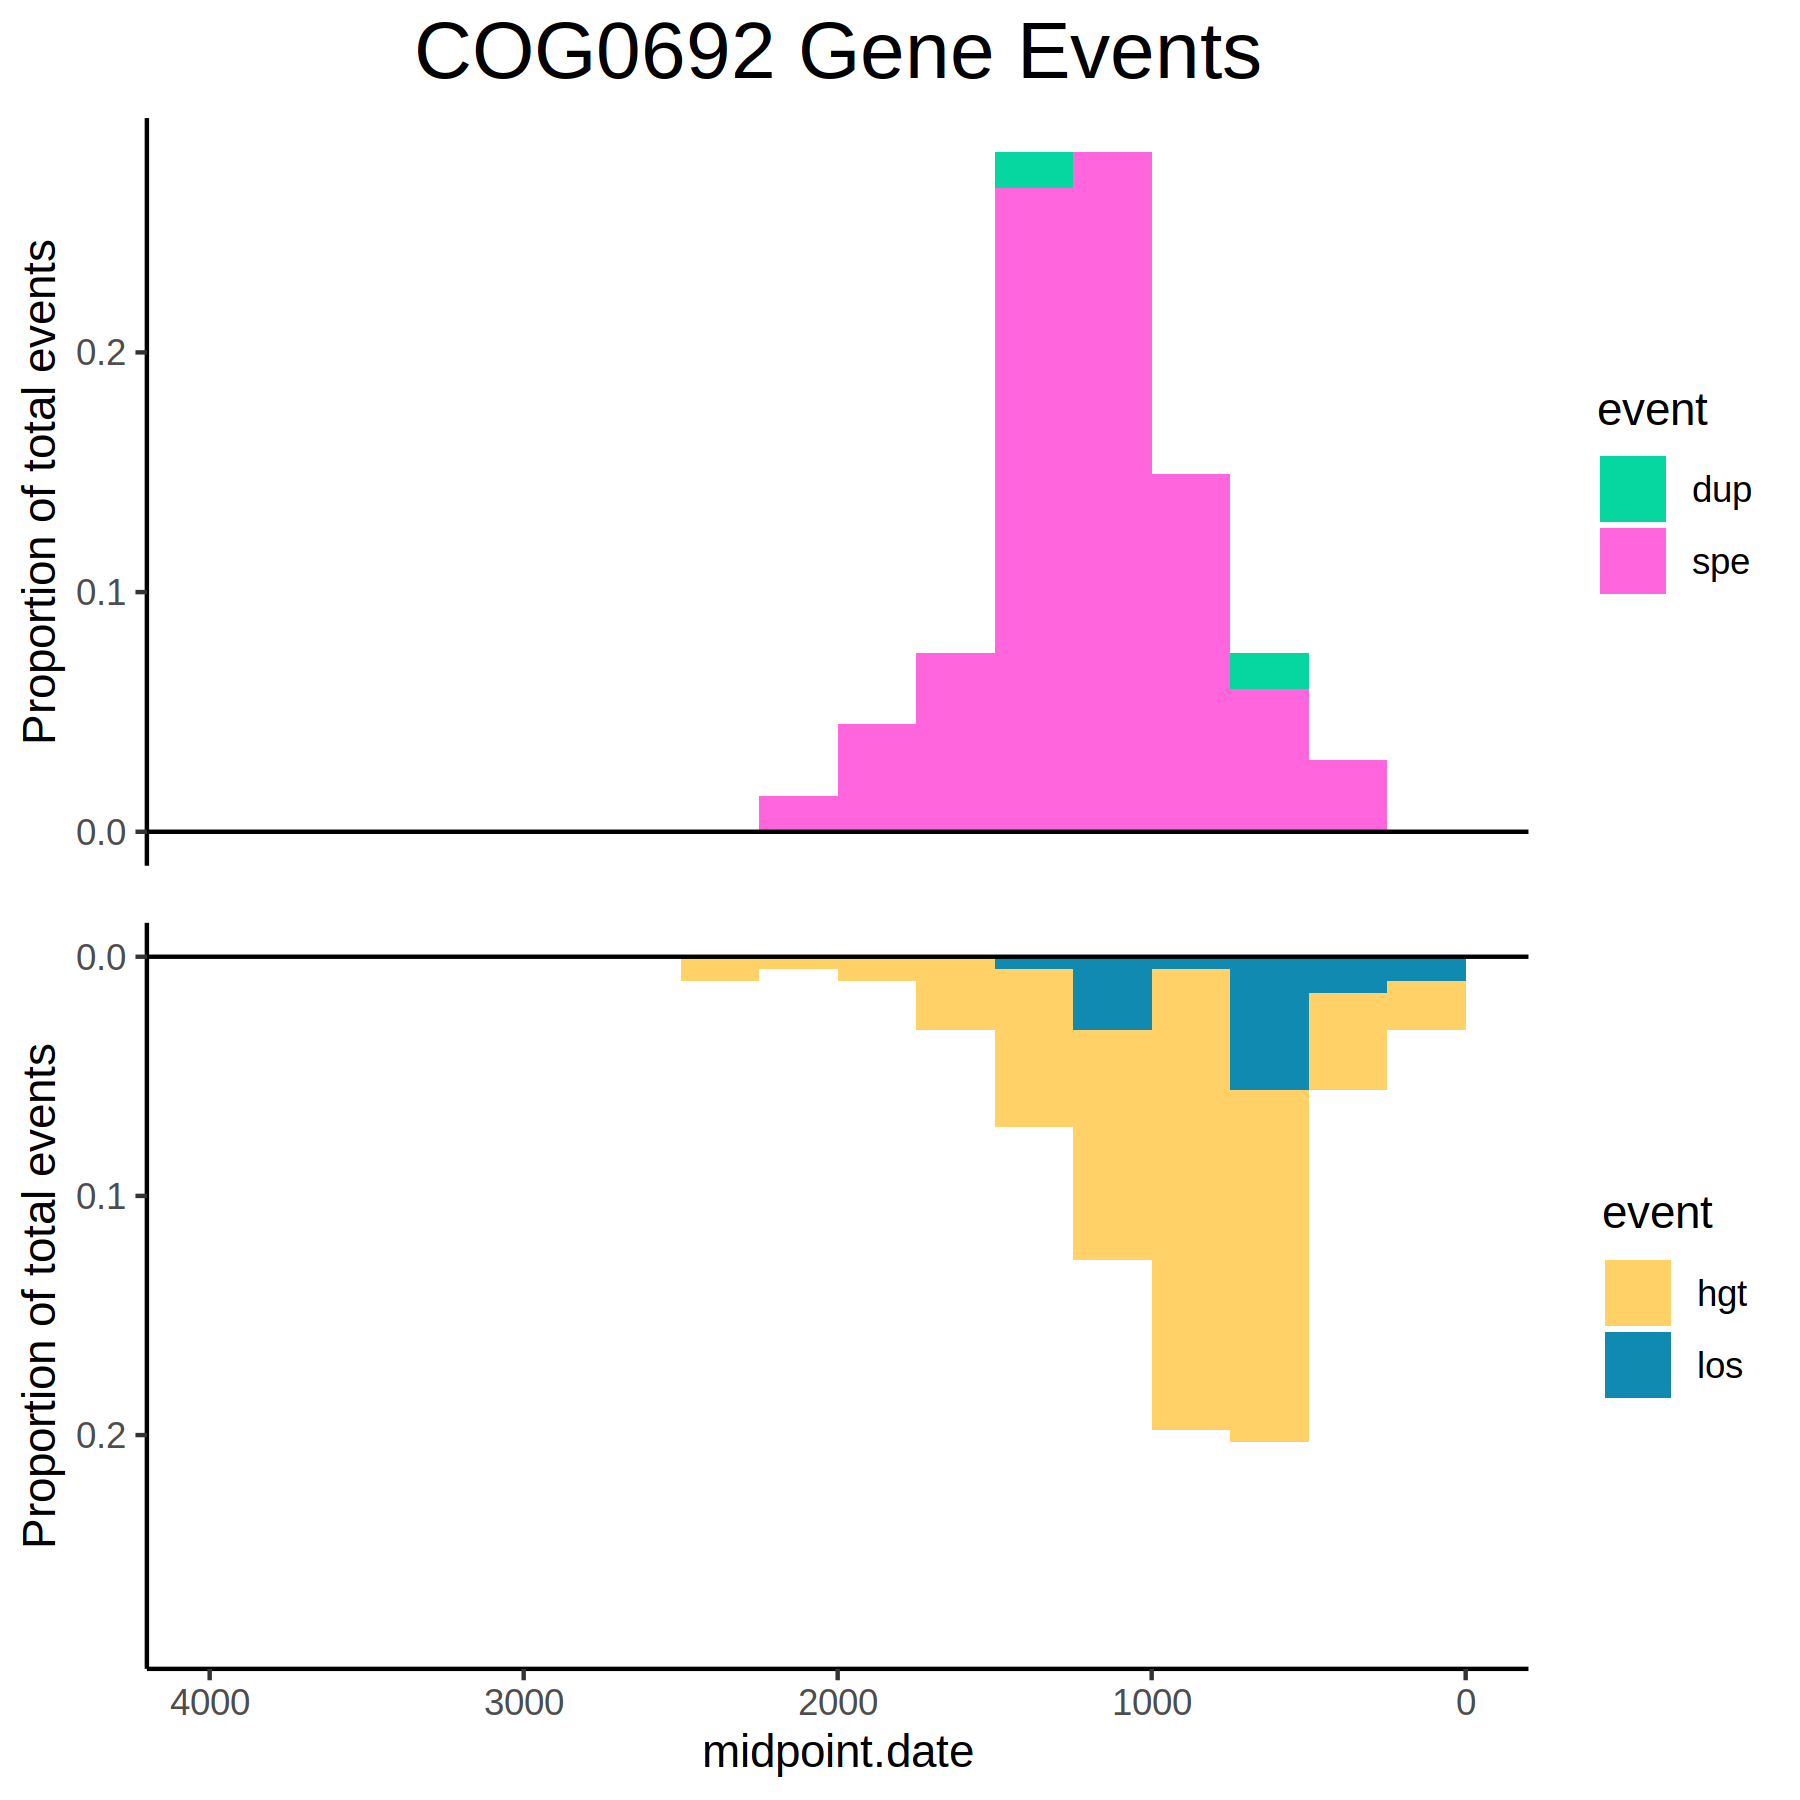 COG0692 Gene Events
Proportion of total events
0.2
0.1
0.0
event
dup
spe
Proportion of total events
0.0
0.1
0.2
event
hgt
los
4000 3000 2000 1000 0
midpoint.date